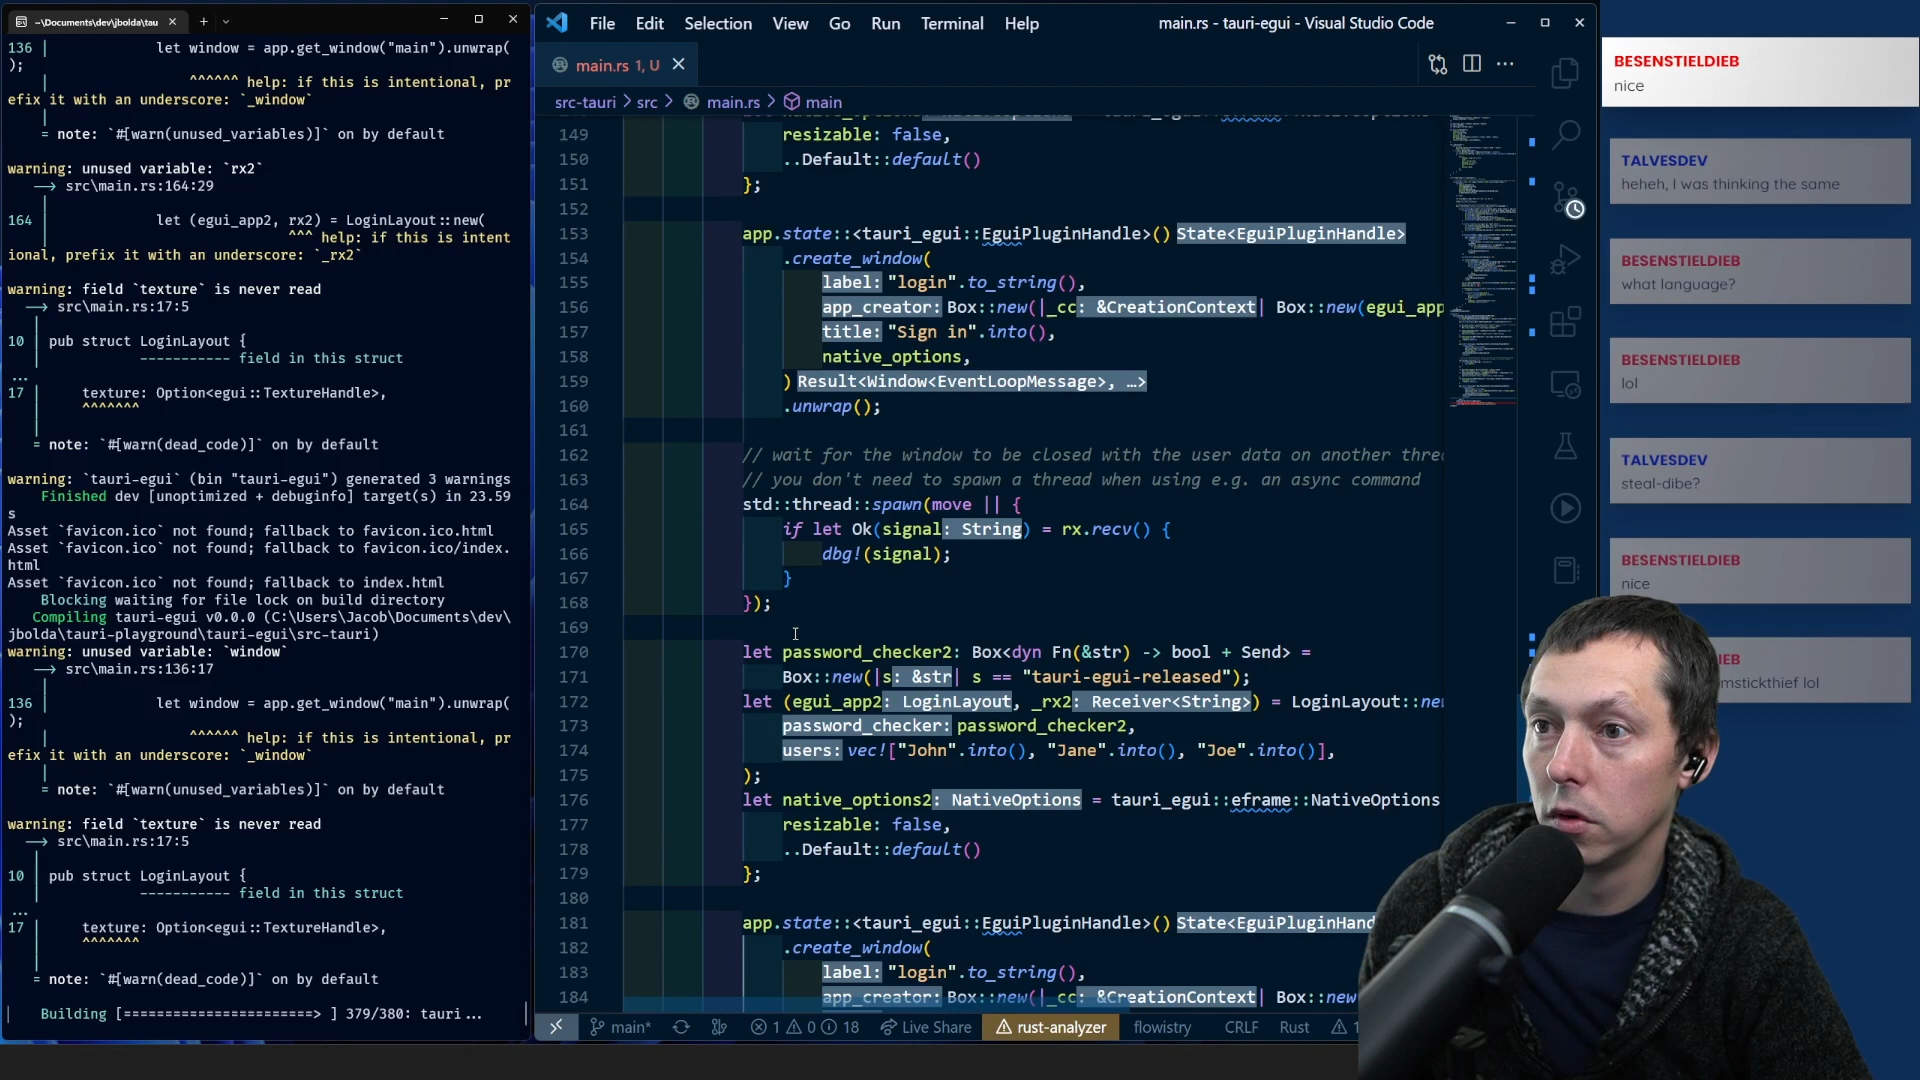 ~\Documents\dev\jbolda\tau
136 |             let window = app.get_window("main").unwrap(
);
^^^^^^ help: if this is intentional, pr
efix it with an underscore: `_window`
= note: `#[warn(unused_variables)]` on by default
warning: unused variable: `rx2`
--> src\main.rs:164:29
164             let (egui_app2, rx2) = LoginLayout::new(
^^^ help: if this is intent
ional, prefix it with an underscore: `_rx2`
warning: field `texture` is never read
--> src\main.rs:17:5
10 | pub struct LoginLayout {
----------- field in this struct
...
17 |     texture: Option<egui::TextureHandle>,
^^^^^^^
= note: `#[warn(dead_code)]` on by default
warning: `tauri-egui` (bin "tauri-egui") generated 3 warnings
Finished dev [unoptimized + debuginfo] target(s) in 23.59
s
Asset `favicon.ico` not found; fallback to favicon.ico.html
Asset `favicon.ico` not found; fallback to favicon.ico/index.
html
Asset `favicon.ico` not found; fallback to index.html
Blocking waiting for file lock on build directory
Compiling tauri-egui v0.0.0 (C:\Users\Jacob\Documents\dev\
jbolda\tauri-playground\tauri-egui\src-tauri)
warning: unused variable: `window`
--> src\main.rs:136:17
136 |             let window = app.get_window("main").unwrap(
);
^^^^^^ help: if this is intentional, pr
efix it with an underscore: `_window`
= note: `#[warn(unused_variables)]` on by default
warning: field `texture` is never read
--> src\main.rs:17:5
10 | pub struct LoginLayout {
----------- field in this struct
...
17 |     texture: Option<egui::TextureHandle>,
^^^^^^^
= note: `#[warn(dead_code)]` on by default
Building [=======================> ] 379/380: tauri...
File Edit Selection View Go Run Terminal Help
main.rs - tauri-egui - Visual Studio Code
main.rs 1, U
src-tauri > src > main.rs > main
149 resizable: false,
150 ..Default::default()
151 };
152
153 app.state::<tauri_egui::EguiPluginHandle>() State<EguiPluginHandle>
154 .create_window(
155 label: "login".to_string(),
156 app_creator: Box::new(|_cc: &CreationContext| Box::new(egui_app
157 title: "Sign in".into(),
158 native_options,
159 ) Result<Window<EventLoopMessage>, …>
160 .unwrap();
161
162 // wait for the window to be closed with the user data on another thre
163 // you don't need to spawn a thread when using e.g. an async command
164 std::thread::spawn(move || {
165 if let Ok(signal: String) = rx.recv() {
166 dbg!(signal);
167 }
168 });
169
170 let password_checker2: Box<dyn Fn(&str) -> bool + Send> =
171 Box::new(|s: &str| s == "tauri-egui-released");
172 let (egui_app2: LoginLayout, _rx2: Receiver<String>) = LoginLayout::ne
173 password_checker: password_checker2,
174 users: vec!["John".into(), "Jane".into(), "Joe".into()],
175 );
176 let native_options2: NativeOptions = tauri_egui::eframe::NativeOptions
177 resizable: false,
178 ..Default::default()
179 };
180
181 app.state::<tauri_egui::EguiPluginHandle>() State<EguiPluginHand
182 .create_window(
183 label: "login".to_string(),
184 app_creator: Box::new(|_cc: &CreationContext| Box::new
main* 1 0 18 Live Share rust-analyzer flowistry CRLF Rust 1
BESENSTIELDIEB
nice
TALVESDEV
heheh, I was thinking the same
BESENSTIELDIEB
what language?
BESENSTIELDIEB
lol
TALVESDEV
steal-dibe?
BESENSTIELDIEB
nice
EB
mstickthief lol